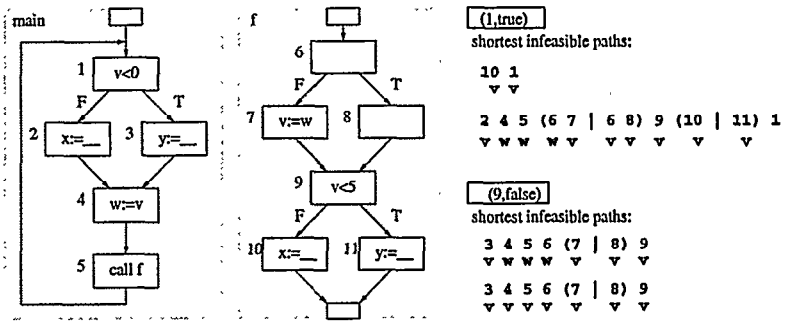 main
1
v<0
F
T
2
x:=__
3
y:=__
4
w:=v
5
call f
f
6
F
T
7
v:=w
8
9
v<5
F
T
10
x:=__
11
y:=__
(1,true)
shortest infeasible paths:
10 1
v v
2 4 5 (6 7 | 6 8) 9 (10 | 11) 1
v w w w v v v v v v
(9,false)
shortest infeasible paths:
3 4 5 6 (7 | 8) 9
v w w w v v v
3 4 5 6 (7 | 8) 9
v v v v v v v